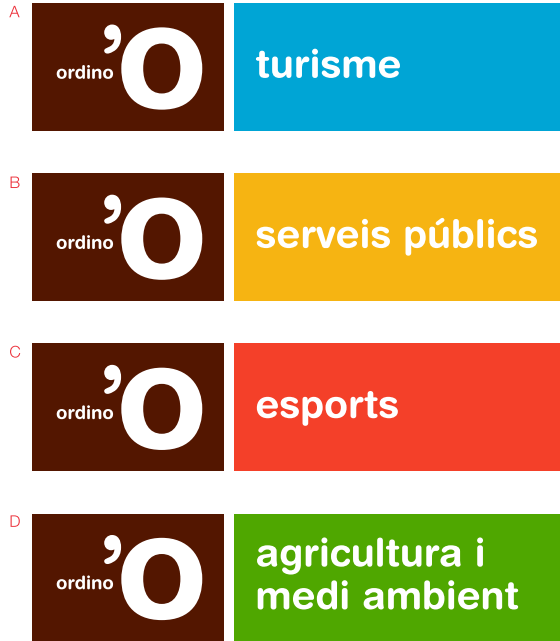 A
ordino ’O
turisme
B
ordino ’O
serveis públics
C
ordino ’O
esports
D
ordino ’O
agricultura i
medi ambient